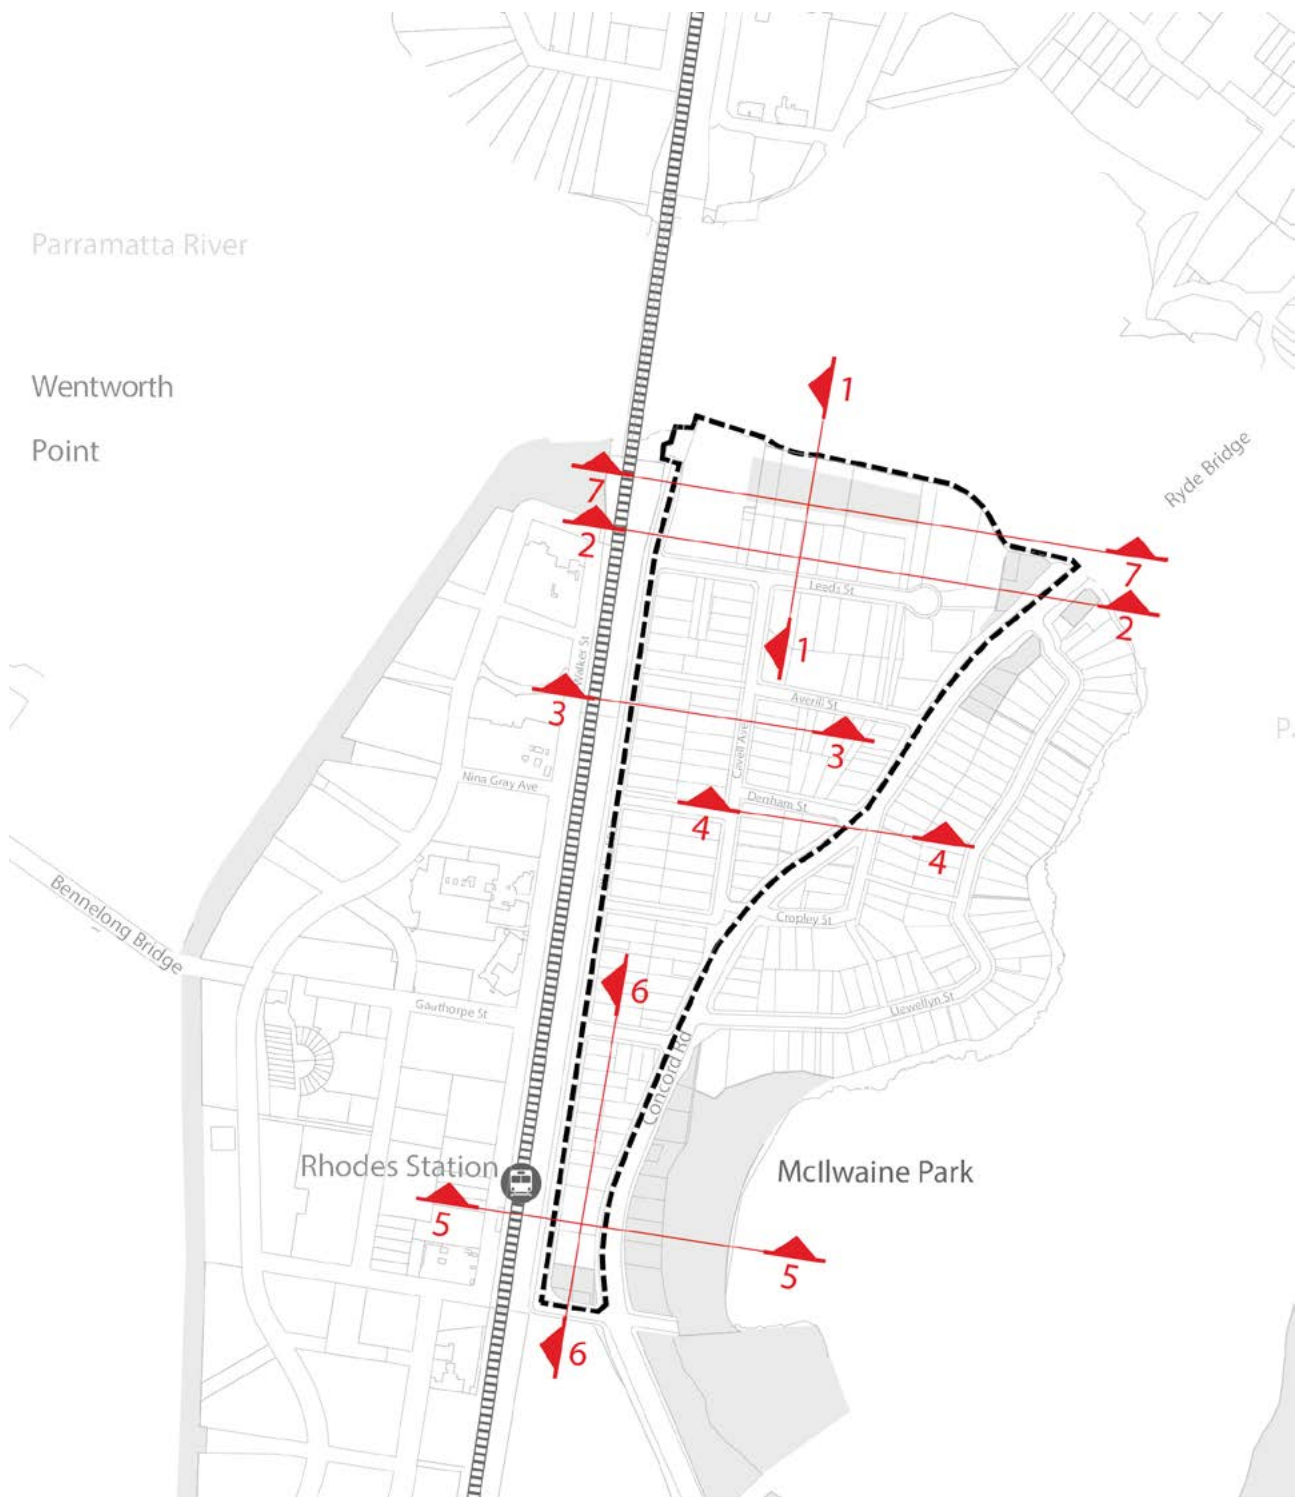 Parramatta River
Wentworth
Point
1
Ryde Bridge
7
2
7
2
Leeds St
1
Walker St
3
Averill St
3
Cavell Ave
Nina Gray Ave
4
Denham St
4
Bennelong Bridge
Cropley St
6
Gauthorpe St
Llewellyn St
Concord Rd
Rhodes Station
McIlwaine Park
5
5
6